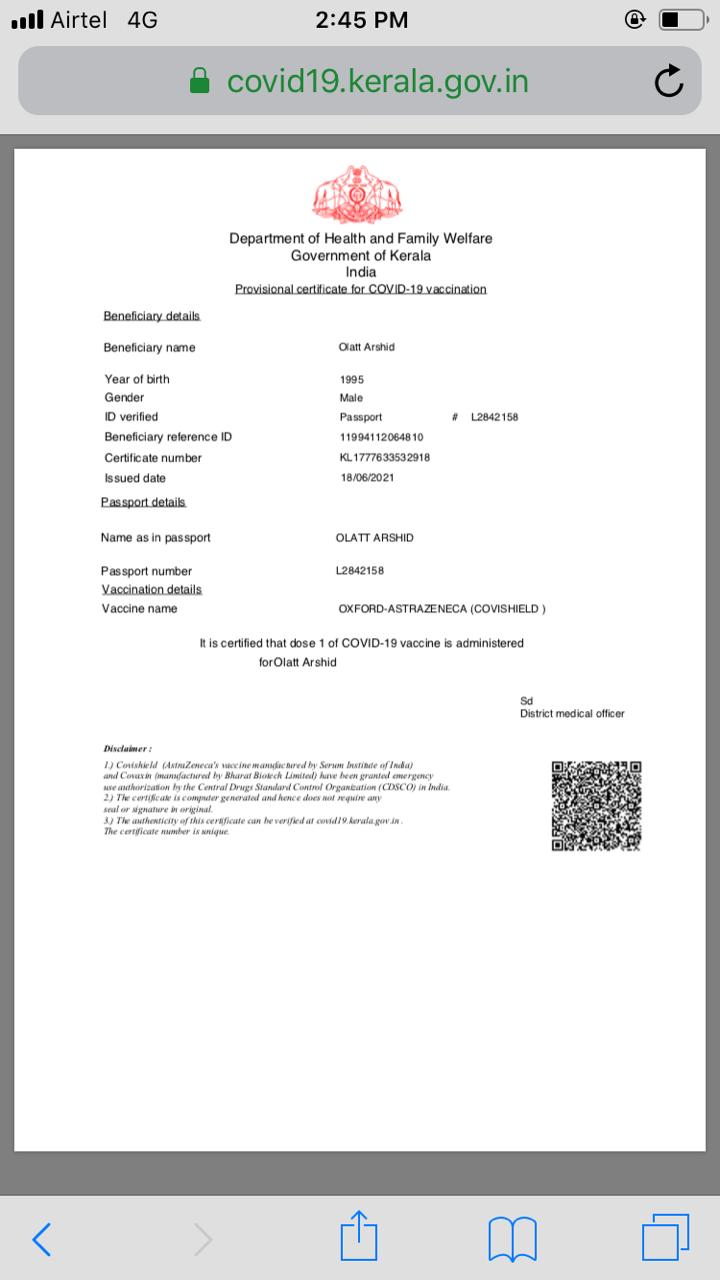 Airtel 4G 2:45 PM
covid19.kerala.gov.in
Department of Health and Family Welfare
Government of Kerala
India
Provisional certificate for COVID-19 vaccination
Beneficiary details
Beneficiary name Olatt Arshid
Year of birth 1995
Gender Male
ID verified Passport # L2842158
Beneficiary reference ID 11994112064810
Certificate number KL1777633532918
Issued date 18/06/2021
Passport details
Name as in passport OLATT ARSHID
Passport number L2842158
Vaccination details
Vaccine name OXFORD-ASTRAZENECA (COVISHIELD )
It is certified that dose 1 of COVID-19 vaccine is administered
forOlatt Arshid
Sd
District medical officer
Disclaimer :
1.) Covishield (AstraZeneca's vaccine manufactured by Serum Institute of India)
and Covaxin (manufactured by Bharat Biotech Limited) have been granted emergency
use authorization by the Central Drugs Standard Control Organization (CDSCO) in India.
2.) The certificate is computer generated and hence does not require any
seal or signature in original.
3.) The authenticity of this certificate can be verified at covid19.kerala.gov.in .
The certificate number is unique.